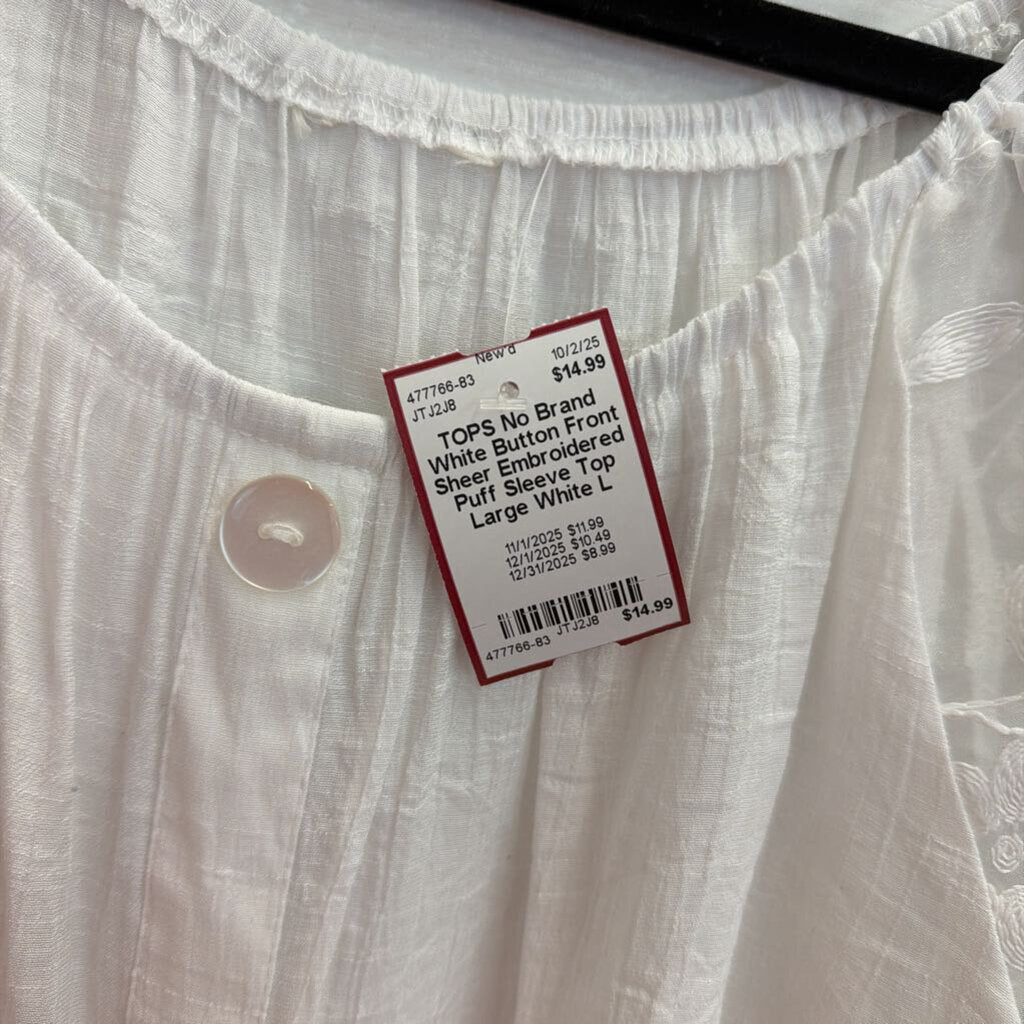 New'd 10/2/25
477766-83 $14.99
JTJ2J8
TOPS No Brand
White Button Front
Sheer Embroidered
Puff Sleeve Top
Large White L
11/1/2025 $11.99
12/1/2025 $10.49
12/31/2025 $8.99
$14.99
477766-83 JTJ2J8